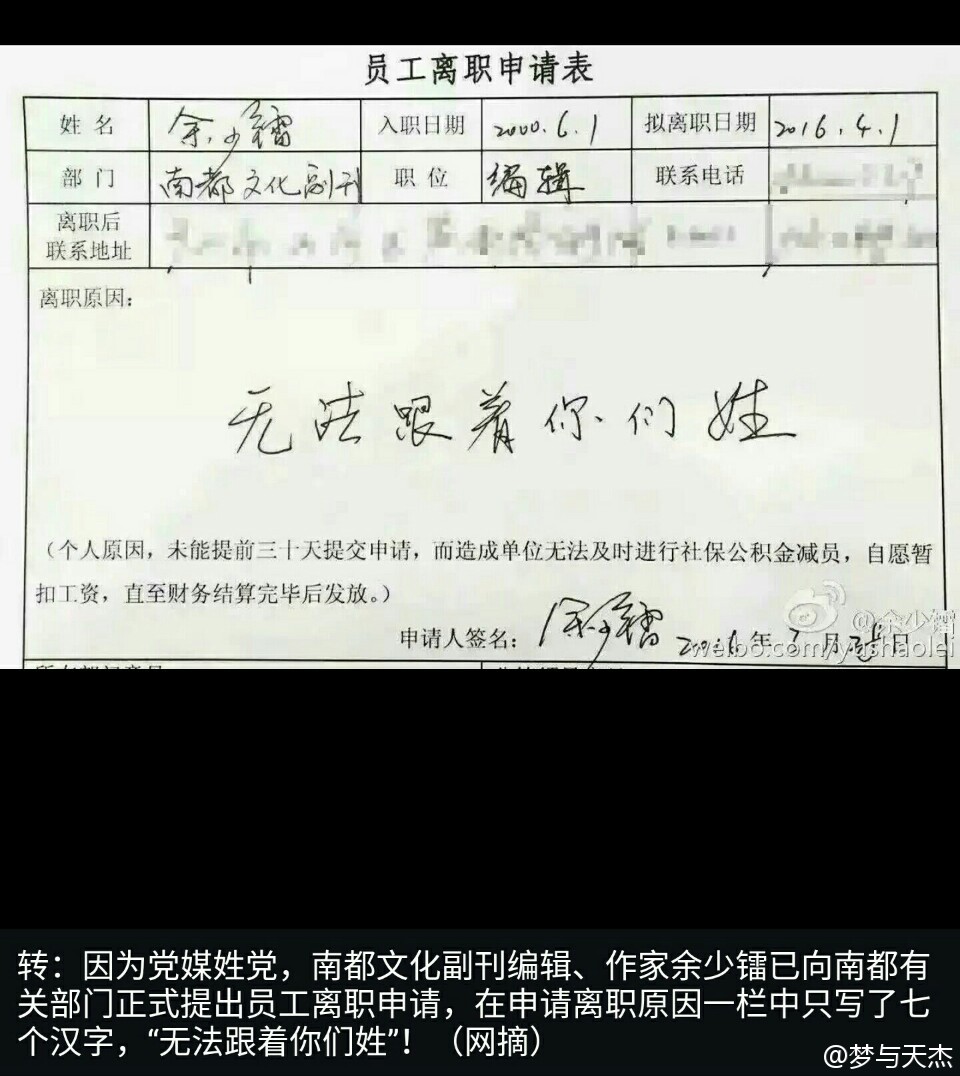 员工离职申请表
姓 名 余少镭 入职日期 2000.6.1 拟离职日期 2016.4.1
部 门 南都文化副刊 职 位 编辑 联系电话
离职后
联系地址
离职原因:
无法跟着你们姓
(个人原因,未能提前三十天提交申请,而造成单位无法及时进行社保公积金减员,自愿暂
扣工资,直至财务结算完毕后发放。)
申请人签名: 余少镭 2016年 月 日
@余少镭
weibo.com/yushaolei
转:因为党媒姓党,南都文化副刊编辑、作家余少镭已向南都有
关部门正式提出员工离职申请,在申请离职原因一栏中只写了七
个汉字,“无法跟着你们姓”!(网摘)
@梦与天杰